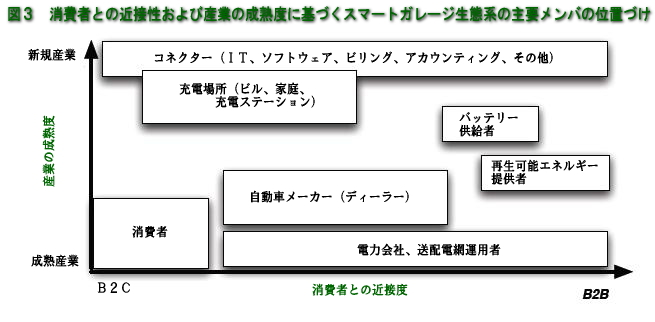 図３　消費者との近接性および産業の成熟度に基づくスマートガレージ生態系の主要メンバの位置づけ
新規産業
コネクター（ＩＴ、ソフトウェア、ビリング、アカウンティング、その他）
充電場所（ビル、家庭、
充電ステーション）
バッテリー
供給者
産業の成熟度
再生可能エネルギー
提供者
自動車メーカー（ディーラー）
消費者
電力会社、送配電網運用者
成熟産業
Ｂ２Ｃ
消費者との近接度
B2B